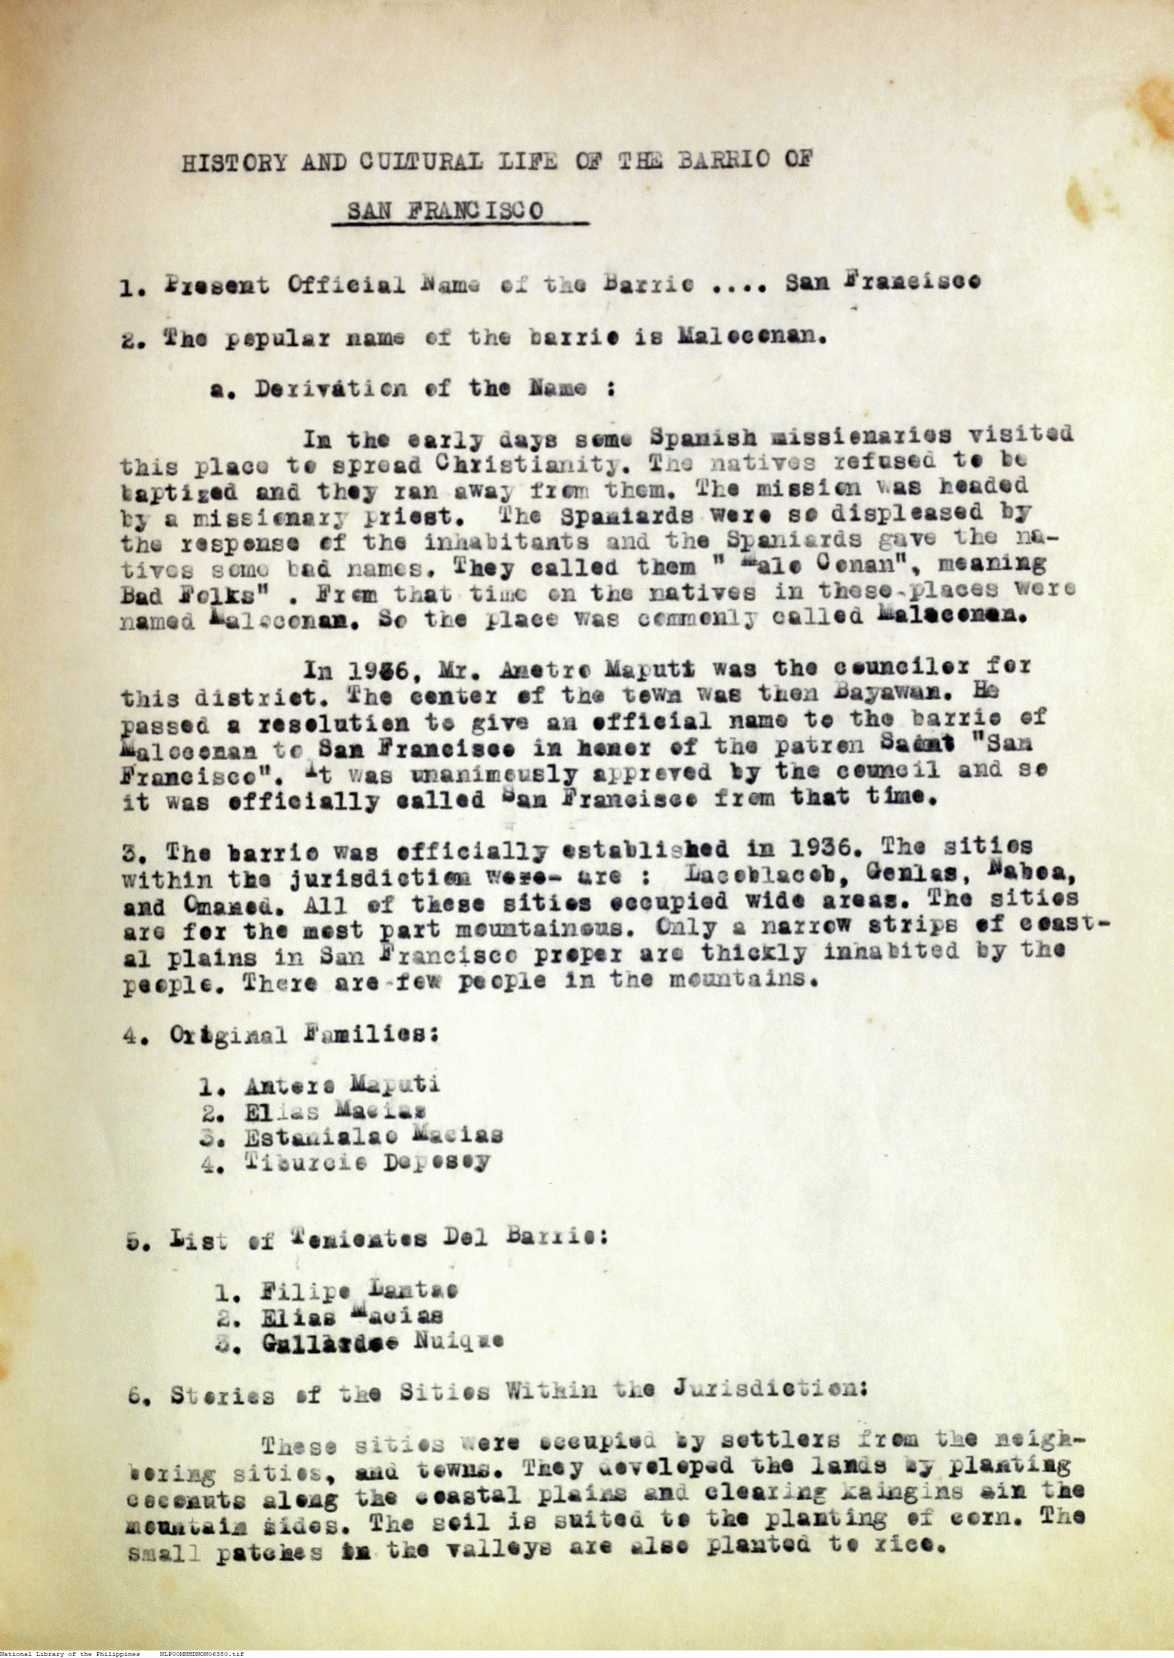 HISTORY AND CULTURAL LIFE OF THE BARRIO OF
SAN FRANCISCO
1. Present Official Name of the Barrio .... San Francisco
2. The popular name of the barrio is Maloconan.
a. Derivation of the Name :
In the early days some Spanish missionaries visited
this place to spread Christianity. The natives refused to be
baptized and they ran away from them. The mission was headed
by a missionary priest. The Spaniards were so displeased by
the response of the inhabitants and the Spaniards gave the na-
tives some bad names. They called them " Malo Conan", meaning
Bad Folks" . From that time on the natives in these places were
named Maloconan. So the place was commonly called Maloconan.
In 1936, Mr. Anetro Maputi was the councilor for
this district. The center of the town was then Bayawan. He
passed a resolution to give an official name to the barrio of
Maloconan to San Francisco in honor of the patron Saint "San
Francisco". It was unanimously approved by the council and so
it was officially called San Francisco from that time.
3. The barrio was officially established in 1936. The sitios
within the jurisdiction were- are : Lacoblacob, Genlas, Naboa,
and Omanod. All of these sitios occupied wide areas. The sitios
are for the most part mountainous. Only a narrow strips of coast-
al plains in San Francisco proper are thickly inhabited by the
people. There are few people in the mountains.
4. Original Families:
1. Antero Maputi
2. Elias Macias
3. Estanialao Macias
4. Tiburcio Deposoy
5. List of Tenientes Del Barrio:
1. Filipo Lantao
2. Elias Macias
3. Nuique
6. Stories of the Sitios Within the Jurisdiction:
These sitios were occupied by settlers from the neigh-
boring sitios, and towns. They developed the lands by planting
coconuts along the coastal plains and clearing kaingins ain the
mountain sides. The soil is suited to the planting of corn. The
small patches in the valleys are also planted to rice.
National Library of the Philippines